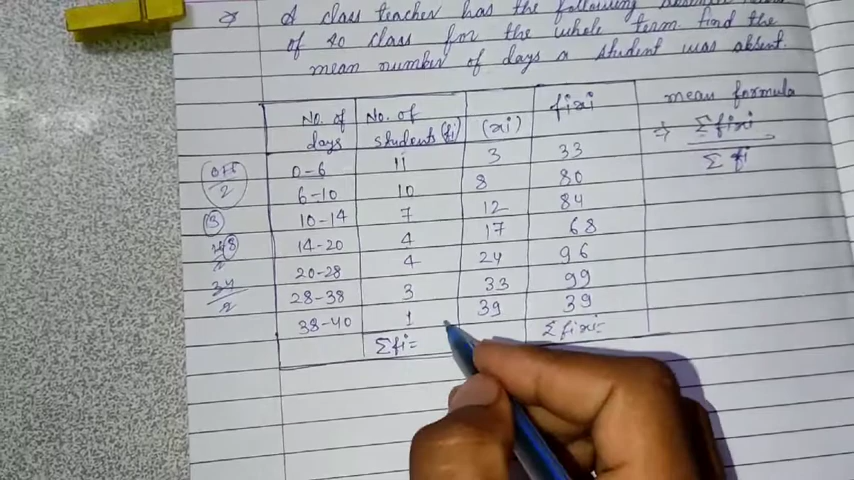 A class teacher has the following absentee
of 40 class for the whole term. find the
mean number of days a student was absent.
No. of days No. of students (fi) (xi) fixi mean formula
⇒ Σfixi / Σfi
0-6 11 3 33
6-10 10 8 80
10-14 7 12 84
14-20 4 17 68
20-28 4 24 96
28-38 3 33 99
38-40 1 39 39
Σfi= Σfixi=
0+6 / 2
3
34 / 2